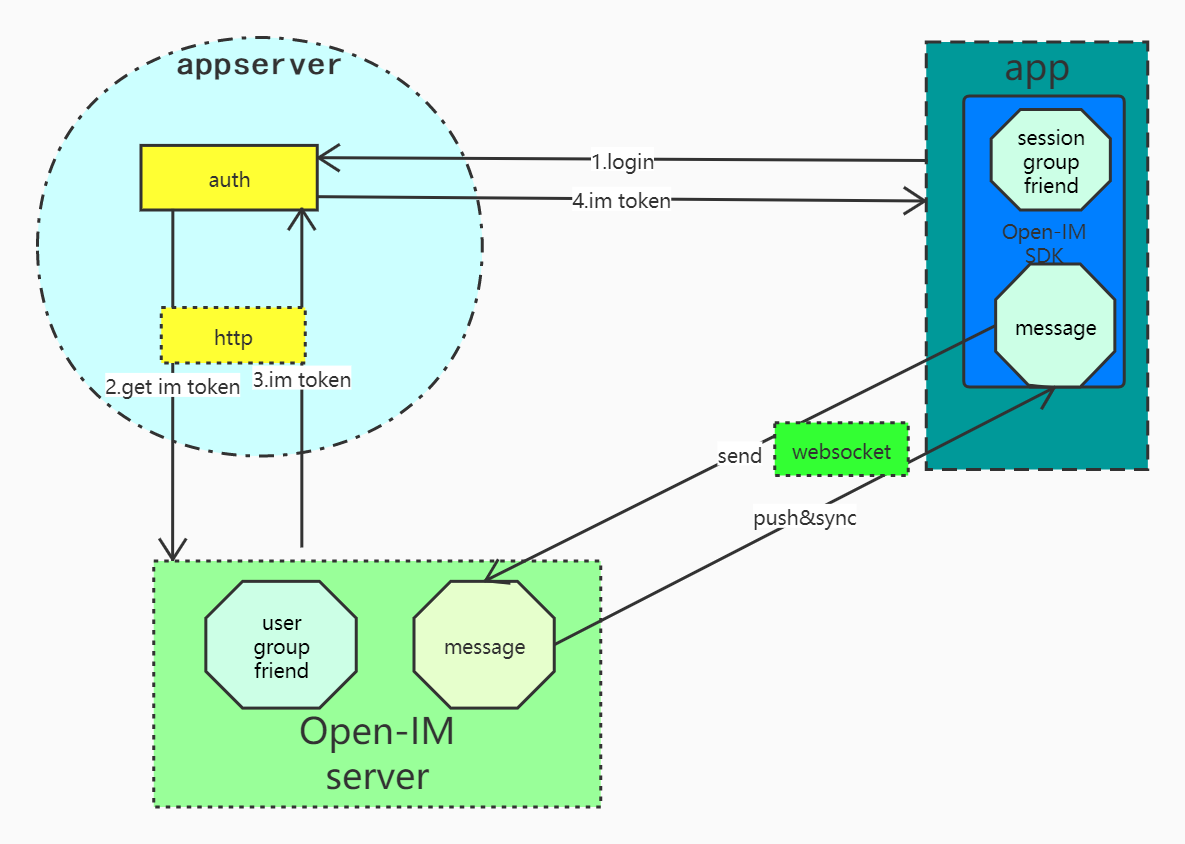 appserver
app
session
group
friend
1.login
auth
4.im token
Open-IM
SDK
message
http
2.get im token
3.im token
send
websocket
push&sync
user
group
friend
message
Open-IM
server